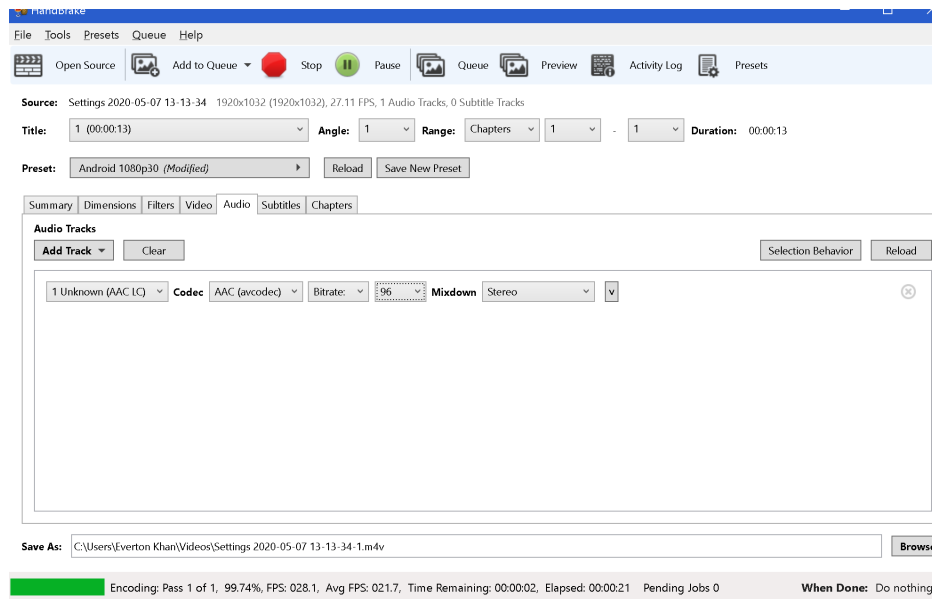 HandBrake
File Tools Presets Queue Help
Open Source Add to Queue Stop Pause Queue Preview Activity Log Presets
Source: Settings 2020-05-07 13-13-34 1920x1032 (1920x1032), 27.11 FPS, 1 Audio Tracks, 0 Subtitle Tracks
Title: 1 (00:00:13) Angle: 1 Range: Chapters 1 - 1 Duration: 00:00:13
Preset: Android 1080p30 (Modified) Reload Save New Preset
Summary Dimensions Filters Video Audio Subtitles Chapters
Audio Tracks
Add Track Clear Selection Behavior Reload
1 Unknown (AAC LC) Codec AAC (avcodec) Bitrate: 96 Mixdown Stereo v
Save As: C:\Users\Everton Khan\Videos\Settings 2020-05-07 13-13-34-1.m4v Brows
Encoding: Pass 1 of 1, 99.74%, FPS: 028.1, Avg FPS: 021.7, Time Remaining: 00:00:02, Elapsed: 00:00:21 Pending Jobs 0 When Done: Do nothing